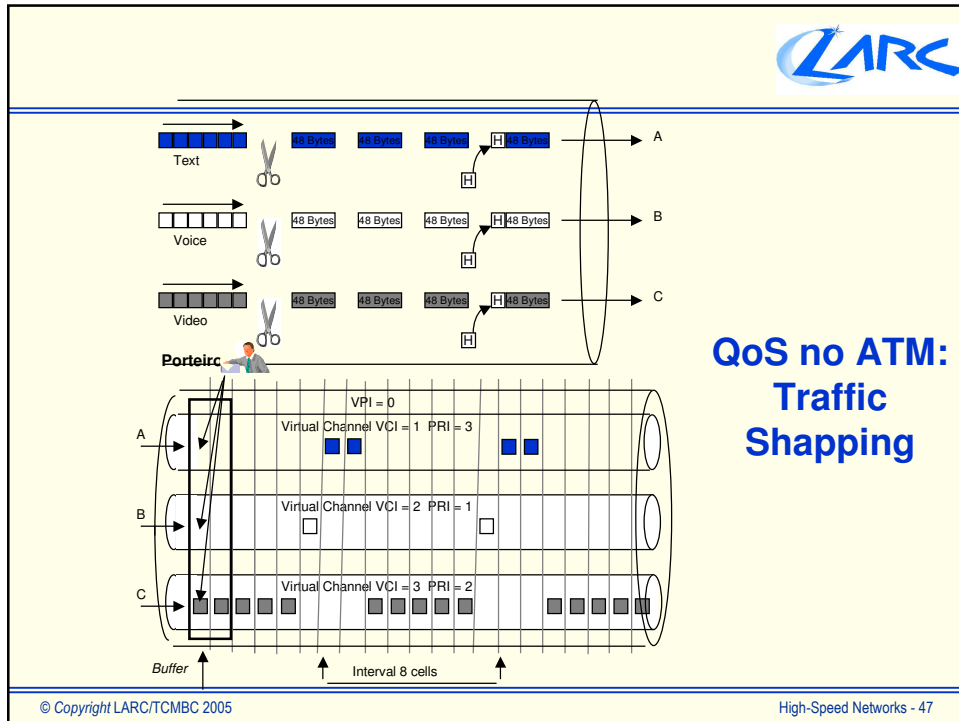 LARC
48 Bytes 48 Bytes 48 Bytes H 48 Bytes A
Text
H
48 Bytes 48 Bytes 48 Bytes H 48 Bytes B
Voice
H
48 Bytes 48 Bytes 48 Bytes H 48 Bytes C
Video
H
Porteiro
QoS no ATM:
Traffic
Shapping
VPI = 0
A
Virtual Channel VCI = 1 PRI = 3
B
Virtual Channel VCI = 2 PRI = 1
C
Virtual Channel VCI = 3 PRI = 2
Buffer
Interval 8 cells
© Copyright LARC/TCMBC 2005
High-Speed Networks - 47